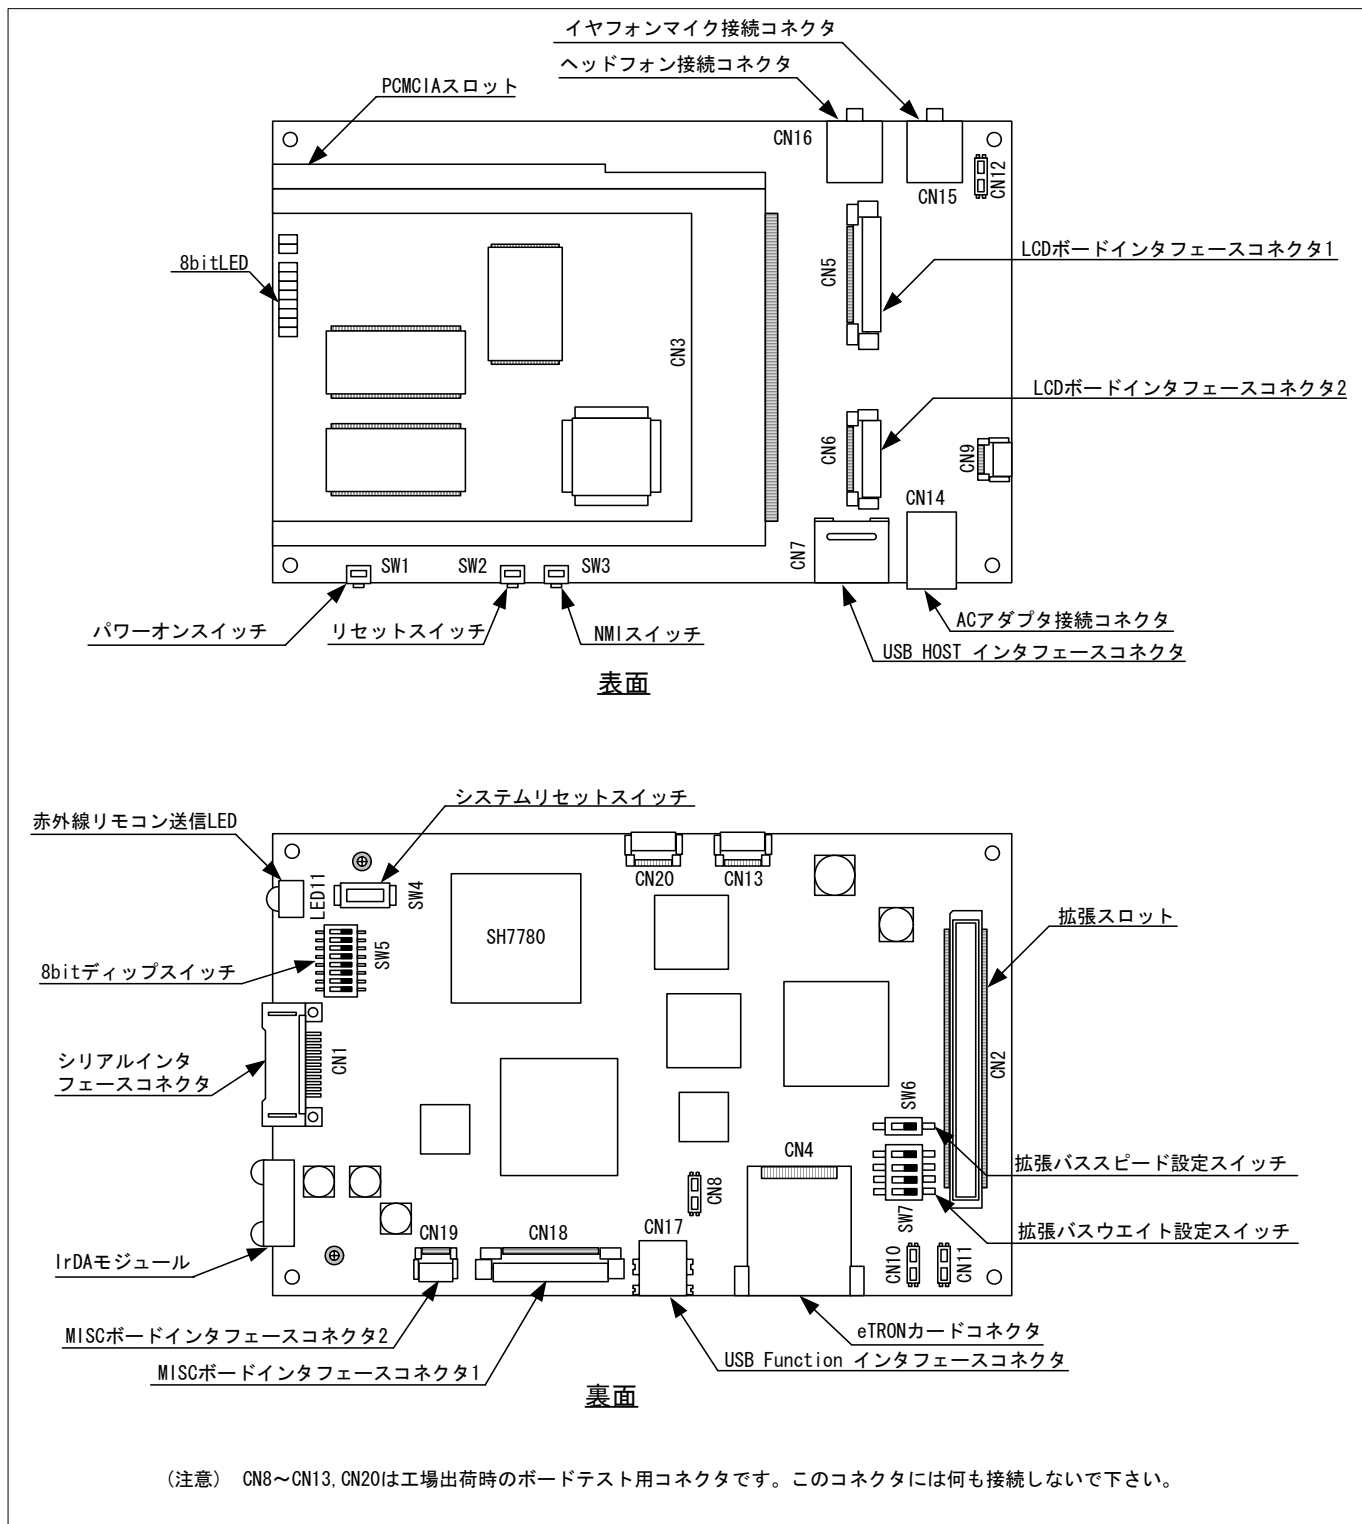 イヤフォンマイク接続コネクタ
ヘッドフォン接続コネクタ
PCMCIAスロット
CN16
CN15
CN12
8bitLED
CN5
LCDボードインタフェースコネクタ1
CN3
LCDボードインタフェースコネクタ2
CN6
CN9
CN14
CN7
SW1
SW2
SW3
パワーオンスイッチ
リセットスイッチ
NMIスイッチ
ACアダプタ接続コネクタ
USB HOST インタフェースコネクタ
表面
システムリセットスイッチ
赤外線リモコン送信LED
LED11
SW4
CN20
CN13
SH7780
拡張スロット
8bitディップスイッチ
SW5
シリアルインタ
フェースコネクタ
CN1
CN2
SW6
CN4
拡張バススピード設定スイッチ
CN8
SW7
拡張バスウエイト設定スイッチ
CN19
CN18
CN17
CN10
CN11
IrDAモジュール
MISCボードインタフェースコネクタ2
MISCボードインタフェースコネクタ1
eTRONカードコネクタ
USB Function インタフェースコネクタ
裏面
(注意) CN8～CN13,CN20は工場出荷時のボードテスト用コネクタです。このコネクタには何も接続しないで下さい。